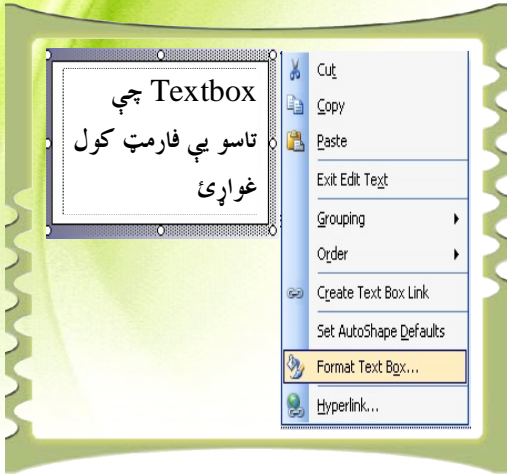 Textbox چې
تاسو يې فارمټ کول
غواړئ
Cut
Copy
Paste
Exit Edit Text
Grouping
Order
Create Text Box Link
Set AutoShape Defaults
Format Text Box...
Hyperlink...